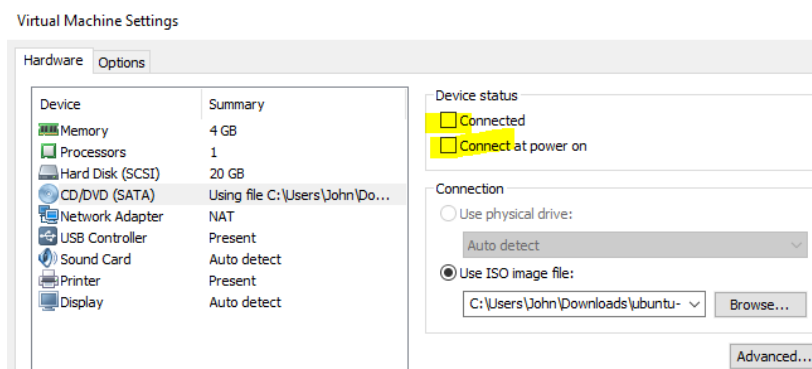 Virtual Machine Settings
Hardware Options
Device Summary
Memory 4 GB
Processors 1
Hard Disk (SCSI) 20 GB
CD/DVD (SATA) Using file C:\Users\John\Do...
Network Adapter NAT
USB Controller Present
Sound Card Auto detect
Printer Present
Display Auto detect
Device status
Connected
Connect at power on
Connection
Use physical drive:
Auto detect
Use ISO image file:
C:\Users\John\Downloads\ubuntu- Browse...
Advanced...